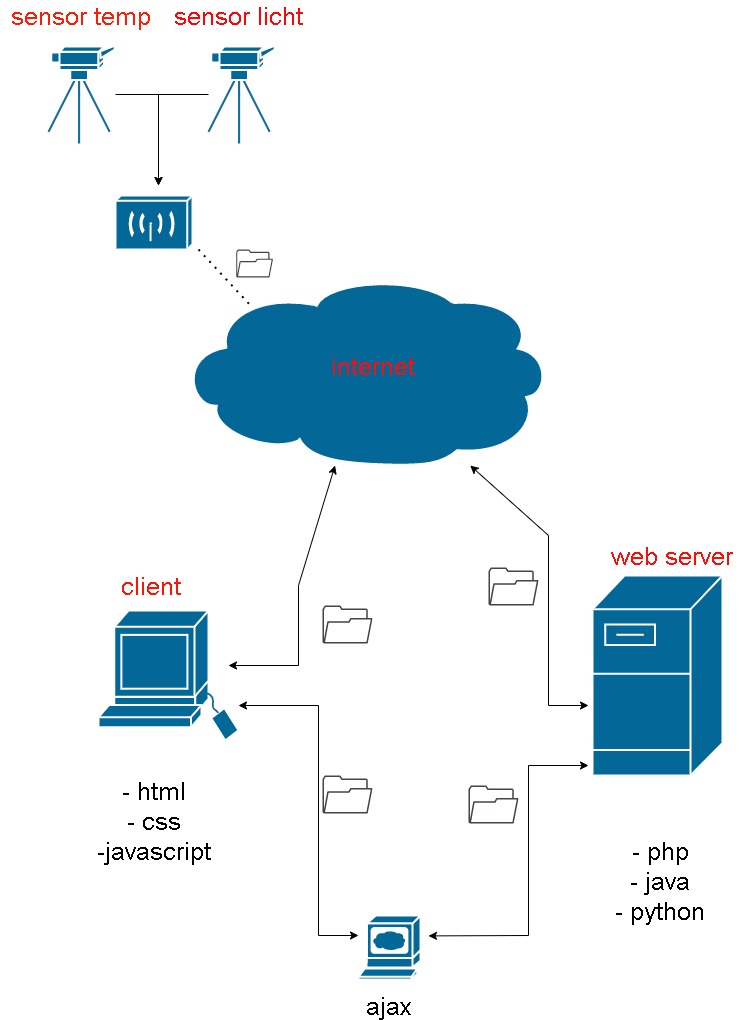 sensor temp
sensor licht
internet
client
web server
- html
- css
-javascript
- php
- java
- python
ajax